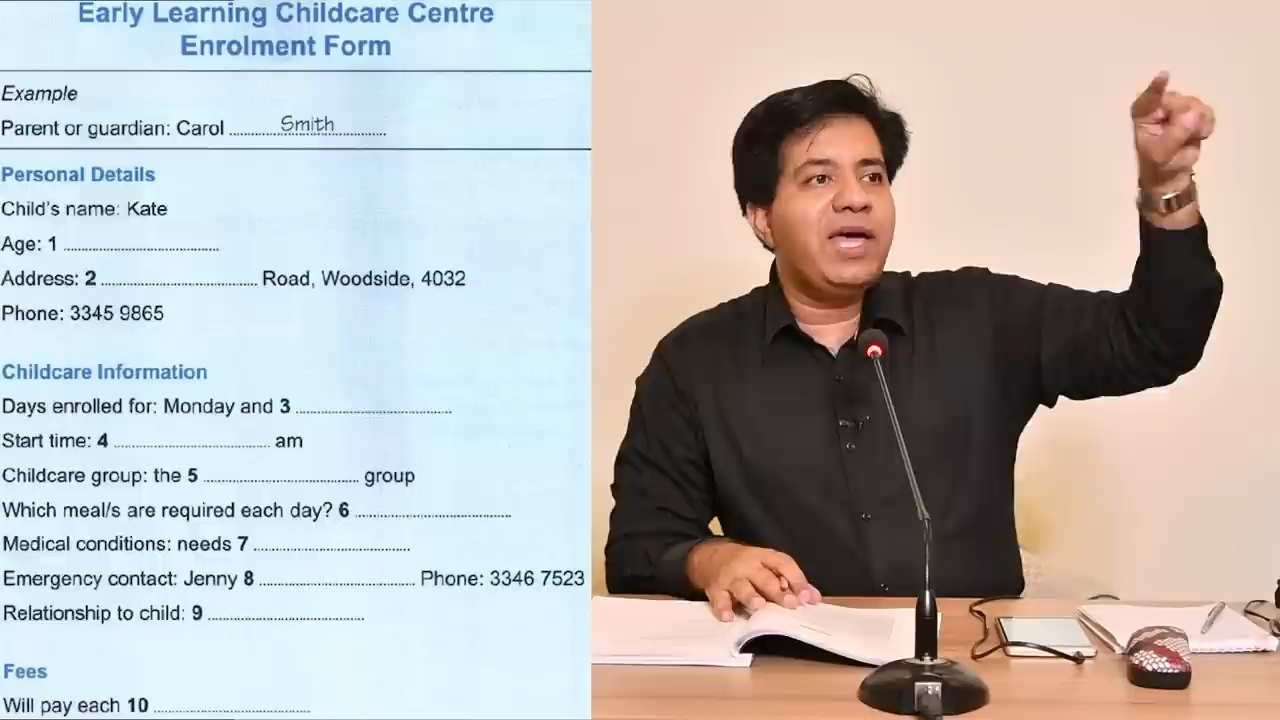 Early Learning Childcare Centre
Enrolment Form
Example
Parent or guardian: Carol ........................ Smith
Personal Details
Child's name: Kate
Age: 1 ........................
Address: 2 ........................ Road, Woodside, 4032
Phone: 3345 9865
Childcare Information
Days enrolled for: Monday and 3 ........................
Start time: 4 ........................ am
Childcare group: the 5 ........................ group
Which meal/s are required each day? 6 ........................
Medical conditions: needs 7 ........................
Emergency contact: Jenny 8 ........................ Phone: 3346 7523
Relationship to child: 9 ........................
Fees
Will pay each 10 ........................